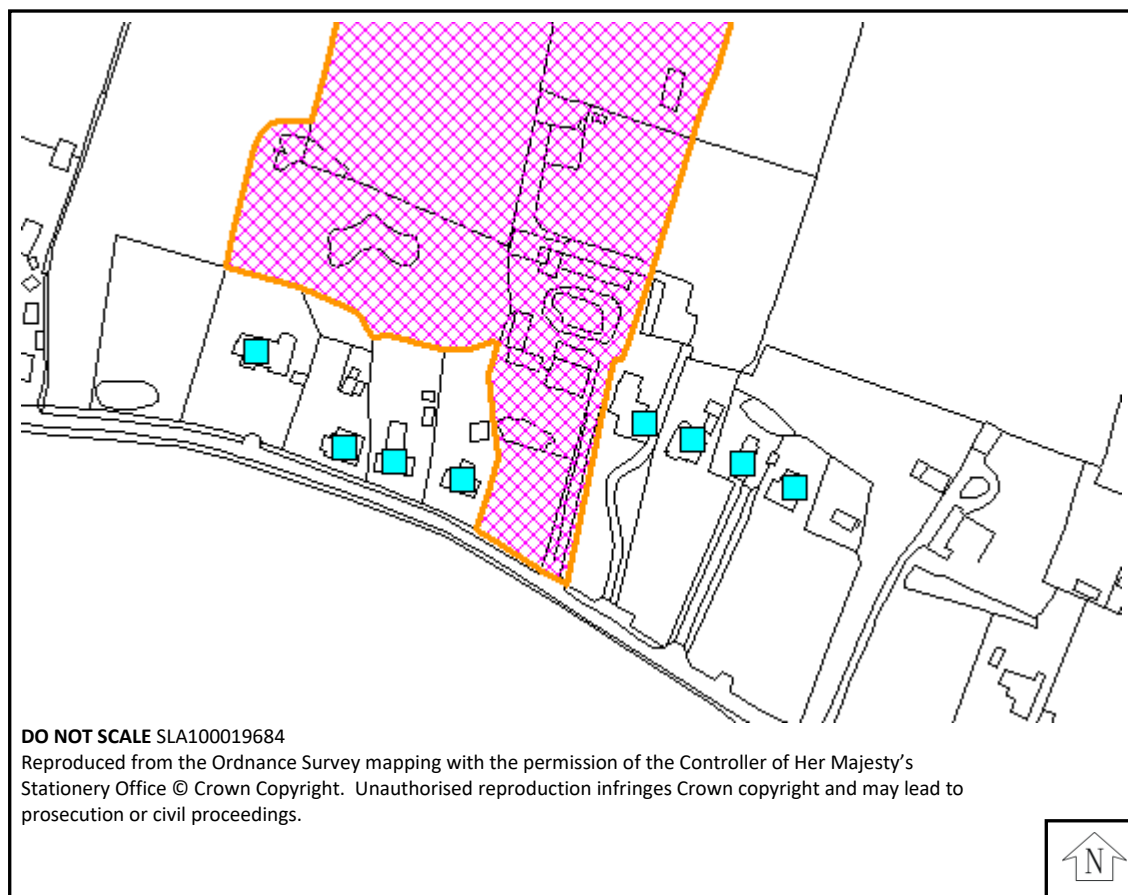 DO NOT SCALE SLA100019684
Reproduced from the Ordnance Survey mapping with the permission of the Controller of Her Majesty’s
Stationery Office © Crown Copyright.  Unauthorised reproduction infringes Crown copyright and may lead to
prosecution or civil proceedings.
N